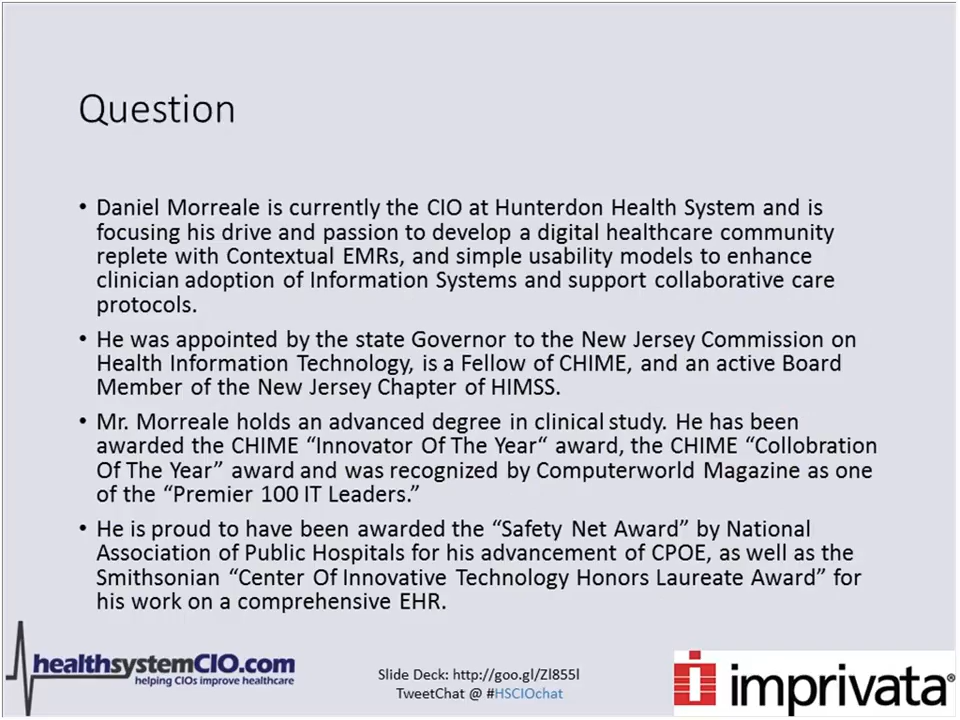 Question
• Daniel Morreale is currently the CIO at Hunterdon Health System and is
focusing his drive and passion to develop a digital healthcare community
replete with Contextual EMRs, and simple usability models to enhance
clinician adoption of Information Systems and support collaborative care
protocols.
• He was appointed by the state Governor to the New Jersey Commission on
Health Information Technology, is a Fellow of CHIME, and an active Board
Member of the New Jersey Chapter of HIMSS.
• Mr. Morreale holds an advanced degree in clinical study. He has been
awarded the CHIME “Innovator Of The Year“ award, the CHIME “Collobration
Of The Year” award and was recognized by Computerworld Magazine as one
of the “Premier 100 IT Leaders.”
• He is proud to have been awarded the “Safety Net Award” by National
Association of Public Hospitals for his advancement of CPOE, as well as the
Smithsonian “Center Of Innovative Technology Honors Laureate Award” for
his work on a comprehensive EHR.
healthsystemCIO.com
helping CIOs improve healthcare
Slide Deck: http://goo.gl/Zl855l
TweetChat @ #HSCIOchat
imprivata®